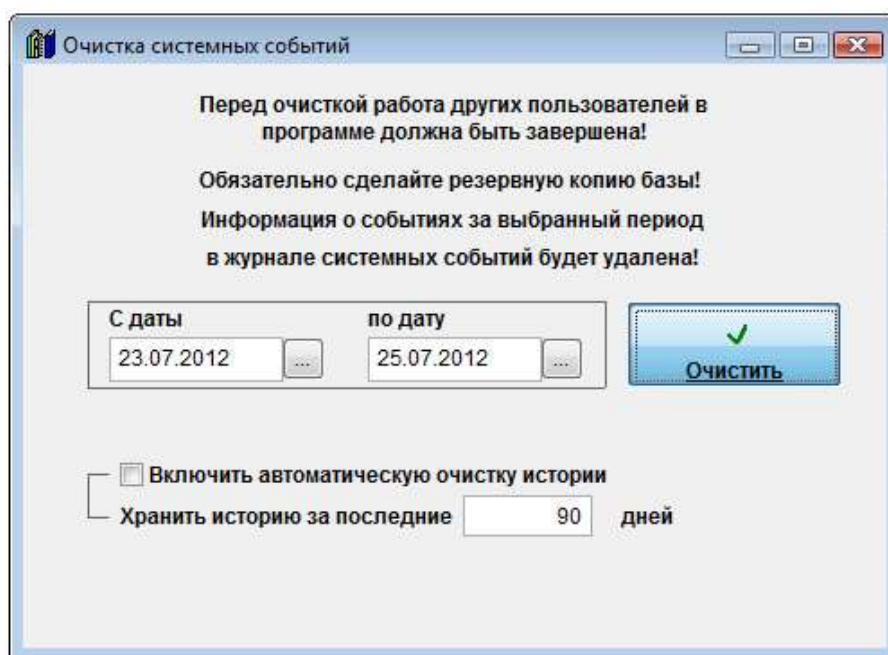 Очистка системных событий
Перед очисткой работа других пользователей в
программе должна быть завершена!
Обязательно сделайте резервную копию базы!
Информация о событиях за выбранный период
в журнале системных событий будет удалена!
С даты по дату
23.07.2012 ... 25.07.2012 ...
Очистить
Включить автоматическую очистку истории
Хранить историю за последние 90 дней